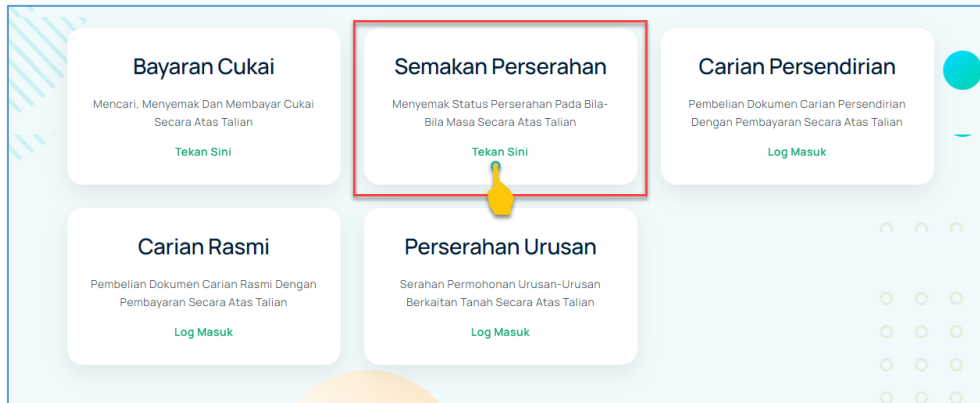 Bayaran Cukai
Mencari, Menyemak Dan Membayar Cukai
Secara Atas Talian
Tekan Sini
Semakan Perserahan
Menyemak Status Perserahan Pada Bila-
Bila Masa Secara Atas Talian
Tekan Sini
Carian Persendirian
Pembelian Dokumen Carian Persendirian
Dengan Pembayaran Secara Atas Talian
Log Masuk
Carian Rasmi
Pembelian Dokumen Carian Rasmi Dengan
Pembayaran Secara Atas Talian
Log Masuk
Perserahan Urusan
Serahan Permohonan Urusan-Urusan
Berkaitan Tanah Secara Atas Talian
Log Masuk